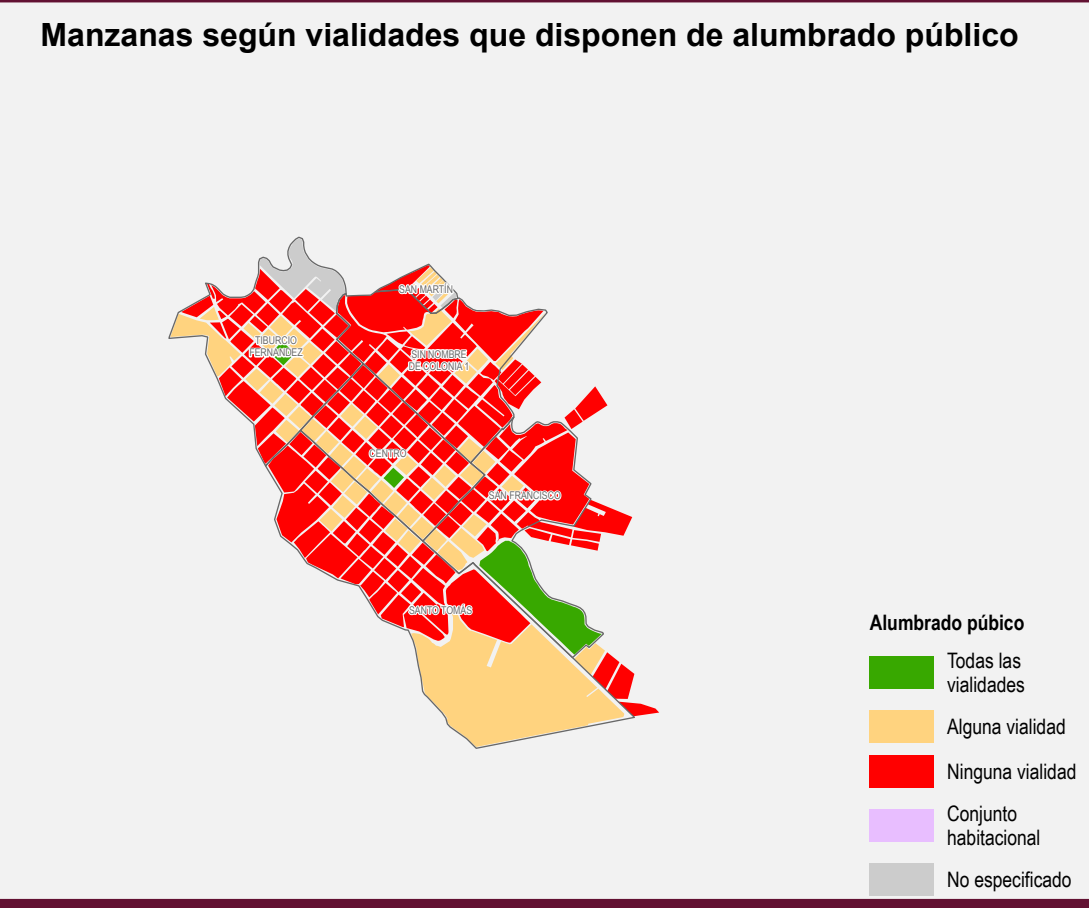 Manzanas según vialidades que disponen de alumbrado público
SAN MARTÍN
TIBURCIO
FERNÁNDEZ
SIN NOMBRE
DE COLONIA 1
CENTRO
SAN FRANCISCO
SANTO TOMÁS
Alumbrado púbico
Todas las
vialidades
Alguna vialidad
Ninguna vialidad
Conjunto
habitacional
No especificado